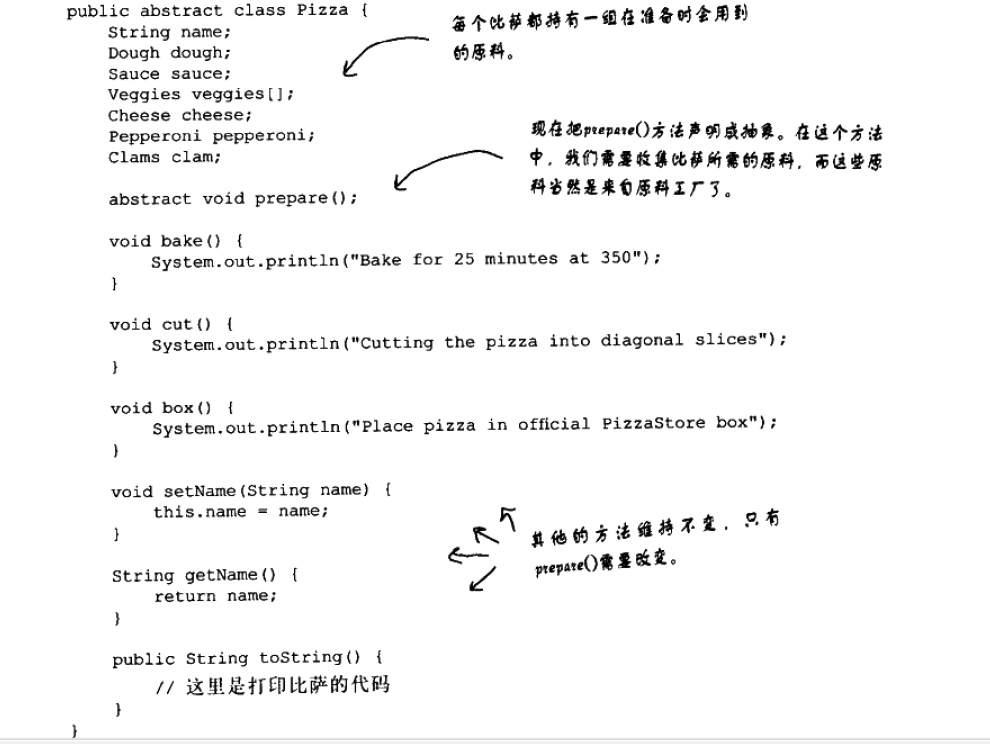 public abstract class Pizza {
String name;
Dough dough;
Sauce sauce;
Veggies veggies[];
Cheese cheese;
Pepperoni pepperoni;
Clams clam;
每个比萨都持有一组在准备时会用到
的原料。
abstract void prepare();
现在把prepare()方法声明成抽象。在这个方法
中，我们需要收集比萨所需的原料，而这些原
料当然是来自原料工厂了。
void bake() {
System.out.println("Bake for 25 minutes at 350");
}
void cut() {
System.out.println("Cutting the pizza into diagonal slices");
}
void box() {
System.out.println("Place pizza in official PizzaStore box");
}
void setName(String name) {
this.name = name;
}
String getName() {
return name;
}
其他的方法维持不变，只有
prepare()需要改变。
public String toString() {
// 这里是打印比萨的代码
}
}